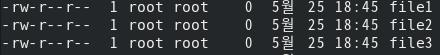 -rw-r--r--  1 root root    0  5월  25 18:45 file1
-rw-r--r--  1 root root    0  5월  25 18:45 file2
-rw-r--r--  1 root root    0  5월  25 18:45 file3